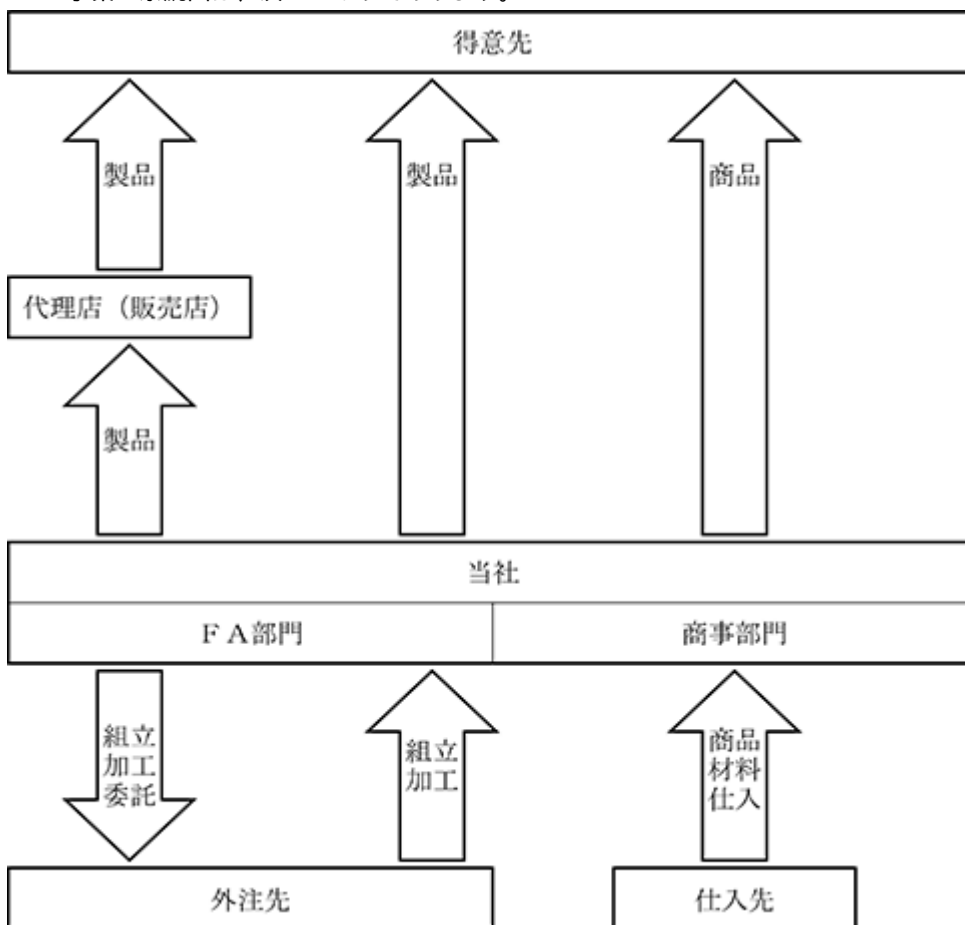 得意先
製品
製品
商品
代理店（販売店）
製品
当社
ＦＡ部門
商事部門
組立
加工
委託
組立
加工
商品
材料
仕入
外注先
仕入先